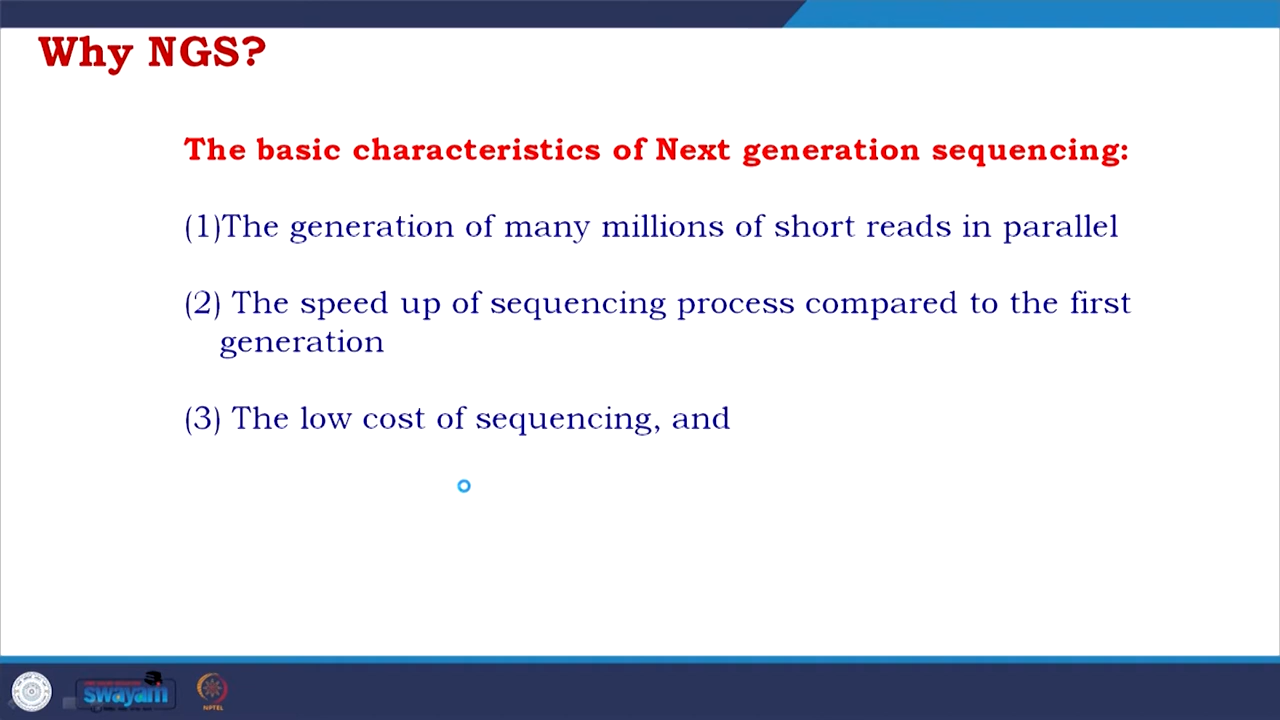 Why NGS?
The basic characteristics of Next generation sequencing:
(1)The generation of many millions of short reads in parallel
(2) The speed up of sequencing process compared to the first
generation
(3) The low cost of sequencing, and
swayam
NPTEL